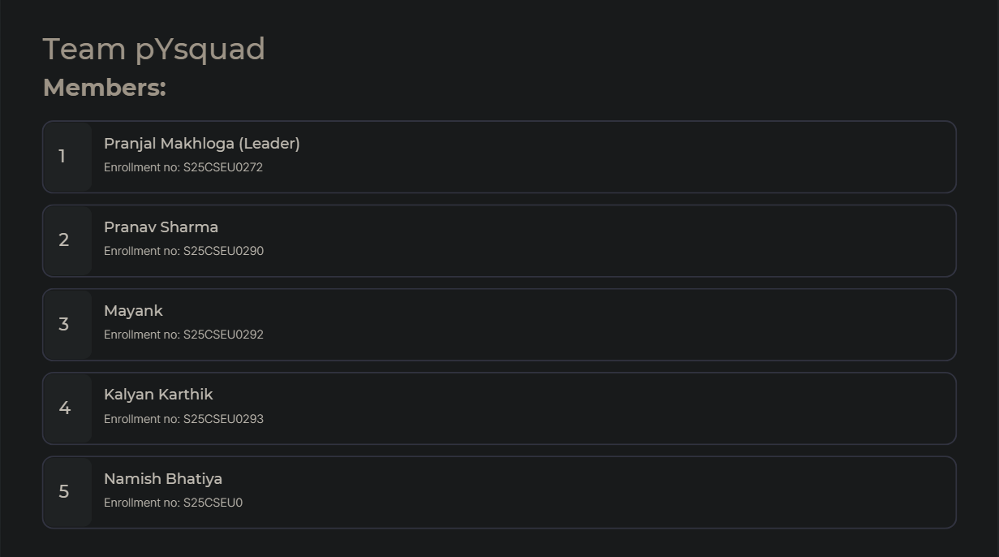 Team pYsquad
Members:
1
Pranjal Makhloga (Leader)
Enrollment no: S25CSEU0272
2
Pranav Sharma
Enrollment no: S25CSEU0290
3
Mayank
Enrollment no: S25CSEU0292
4
Kalyan Karthik
Enrollment no: S25CSEU0293
5
Namish Bhatiya
Enrollment no: S25CSEU0